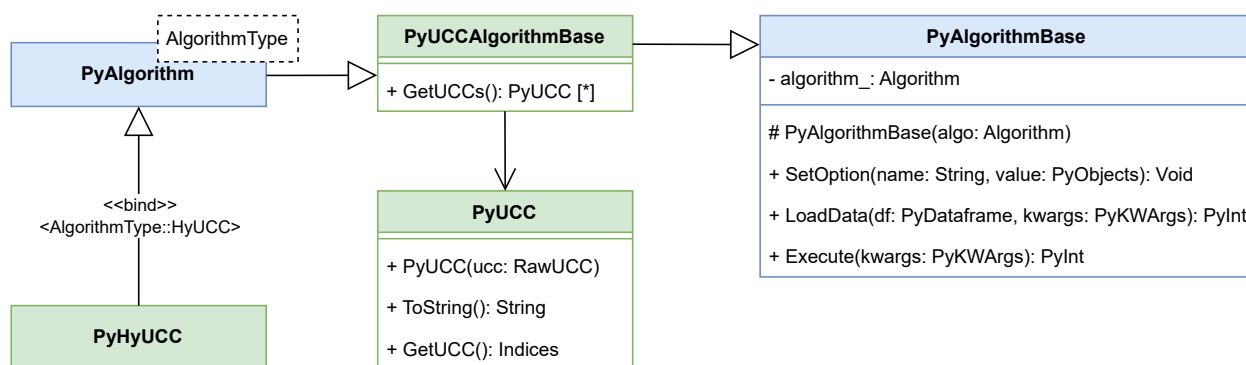 AlgorithmType
PyAlgorithm
<<bind>>
<AlgorithmType::HyUCC>
PyHyUCC
PyUCCAlgorithmBase
+ GetUCCs(): PyUCC [*]
PyUCC
+ PyUCC(ucc: RawUCC)
+ ToString(): String
+ GetUCC(): Indices
PyAlgorithmBase
- algorithm_: Algorithm
# PyAlgorithmBase(algo: Algorithm)
+ SetOption(name: String, value: PyObjects): Void
+ LoadData(df: PyDataframe, kwargs: PyKWArgs): PyInt
+ Execute(kwargs: PyKWArgs): PyInt